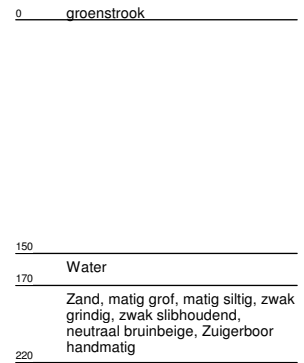 0 groenstrook
150
Water
170
Zand, matig grof, matig siltig, zwak
grindig, zwak slibhoudend,
neutraal bruinbeige, Zuigerboor
handmatig
220